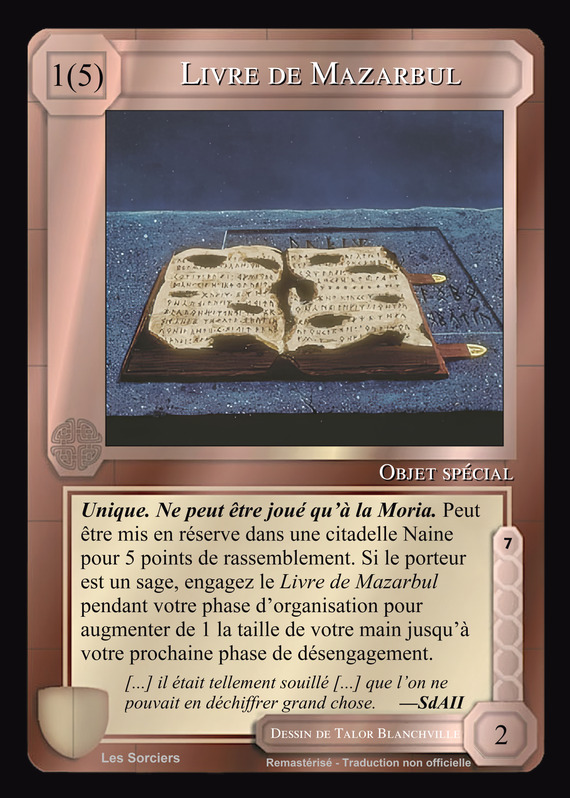 1(5)
LIVRE DE MAZARBUL
OBJET SPÉCIAL
Unique. Ne peut être joué qu'à la Moria. Peut
être mis en réserve dans une citadelle Naine
pour 5 points de rassemblement. Si le porteur
est un sage, engagez le Livre de Mazarbul
pendant votre phase d'organisation pour
augmenter de 1 la taille de votre main jusqu'à
votre prochaine phase de désengagement.
7
[...] il était tellement souillé [...] que l'on ne
pouvait en déchiffrer grand chose. —SdAII
DESSIN DE TALOR BLANCHVILLE
2
Les Sorciers
Remastérisé - Traduction non officielle